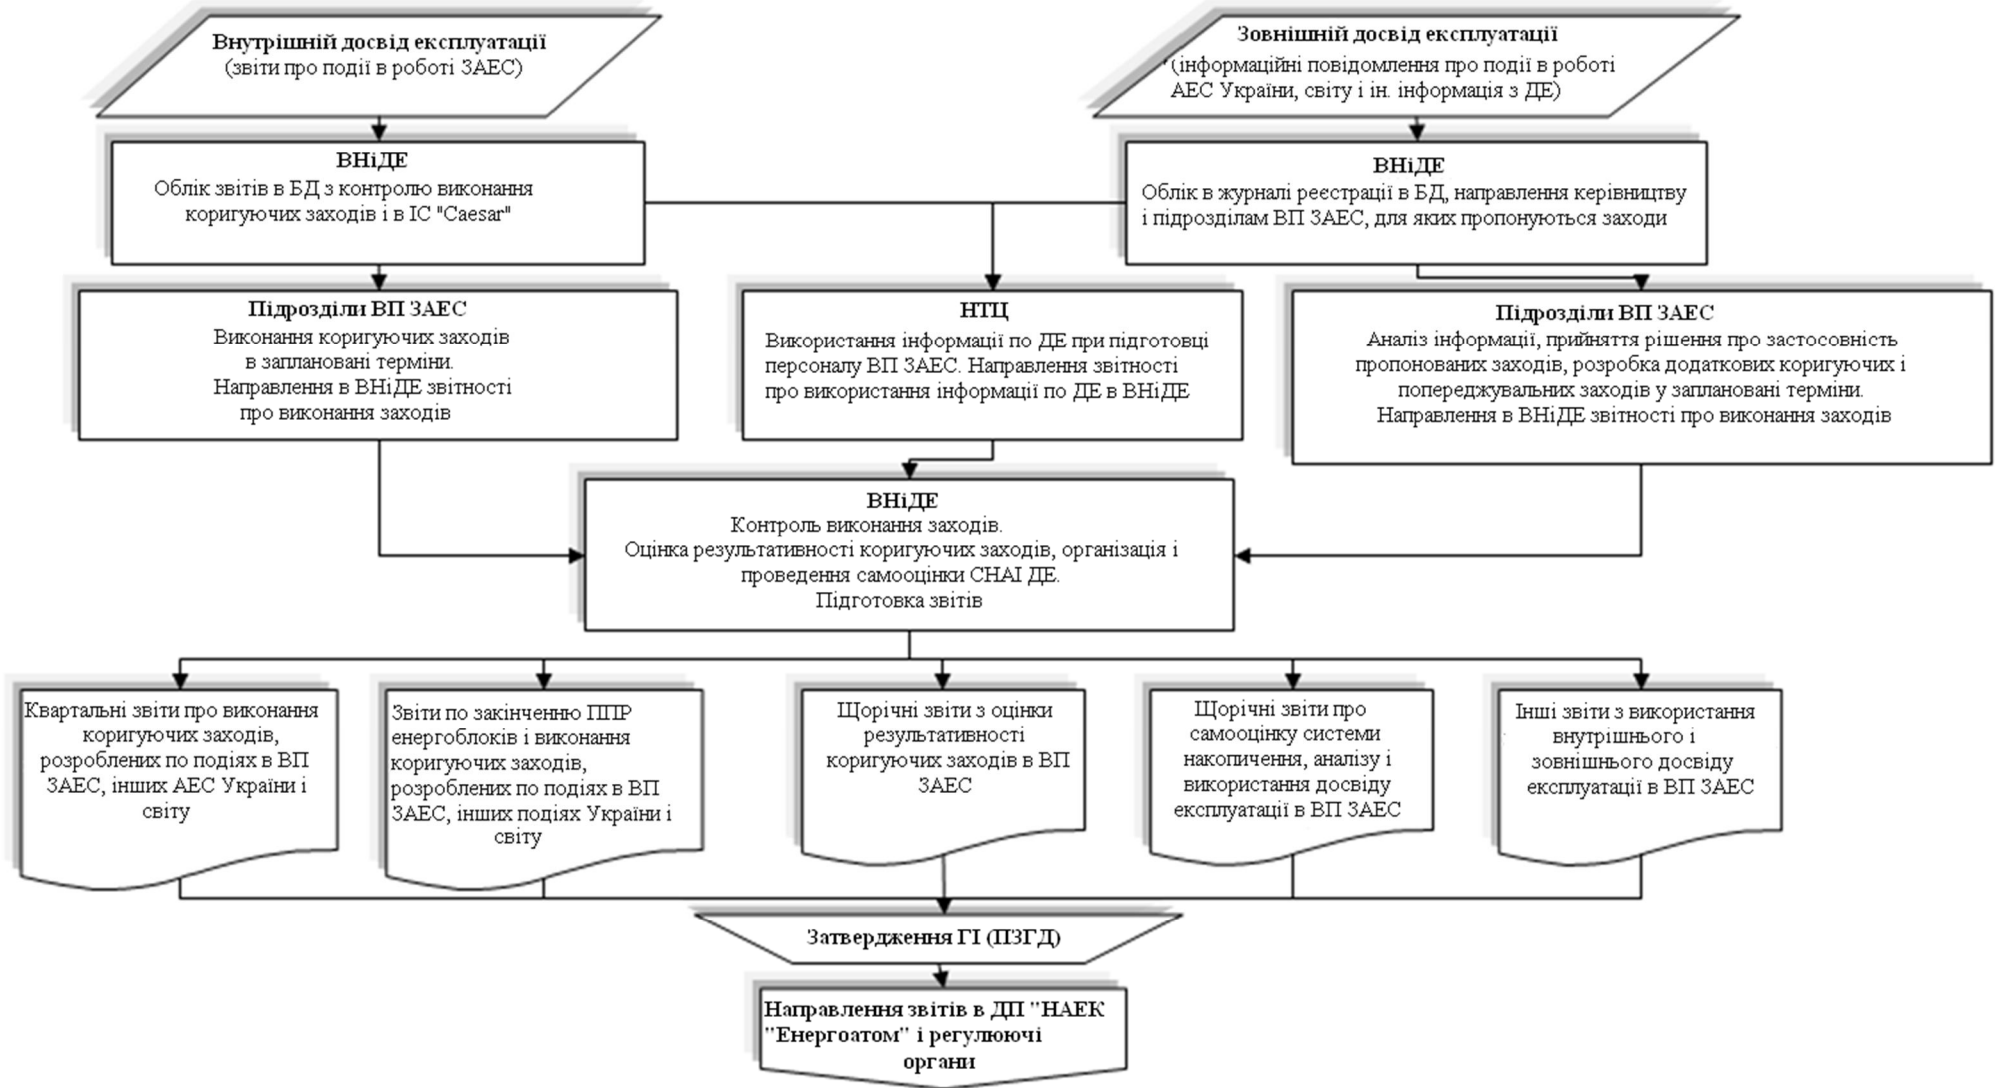 Внутрішній досвід експлуатації
(звіти про події в роботі ЗАЕС)
Зовнішній досвід експлуатації
(інформаційні повідомлення про події в роботі
АЕС України, світу і ін. інформація з ДЕ)
ВНіДЕ
Облік звітів в БД з контролю виконання
коригуючих заходів і в ІС "Caesar"
ВНіДЕ
Облік в журналі реєстрації в БД, направлення керівництву
і підрозділам ВП ЗАЕС, для яких пропонуються заходи
Підрозділи ВП ЗАЕС
Виконання коригуючих заходів
в заплановані терміни.
Направлення в ВНіДЕ звітності
про виконання заходів
НТЦ
Використання інформації по ДЕ при підготовці
персоналу ВП ЗАЕС. Направлення звітності
про використання інформації по ДЕ в ВНіДЕ
Підрозділи ВП ЗАЕС
Аналіз інформації, прийняття рішення про застосовність
пропонованих заходів, розробка додаткових коригуючих і
попереджувальних заходів у заплановані терміни.
Направлення в ВНіДЕ звітності про виконання заходів
ВНіДЕ
Контроль виконання заходів.
Оцінка результативності коригуючих заходів, організація і
проведення самооцінки СНАІ ДЕ.
Підготовка звітів
Квартальні звіти про виконання
коригуючих заходів,
розроблених по подіях в ВП
ЗАЕС, інших АЕС України і
світу
Звіти по закінченню ППР
енергоблоків і виконання
коригуючих заходів,
розроблених по подіях в ВП
ЗАЕС, інших подіях України і
світу
Щорічні звіти з оцінки
результативності
коригуючих заходів в ВП
ЗАЕС
Щорічні звіти про
самооцінку системи
накопичення, аналізу і
використання досвіду
експлуатації в ВП ЗАЕС
Інші звіти з використання
внутрішнього і
зовнішнього досвіду
експлуатації в ВП ЗАЕС
Затвердження ГІ (ПЗГД)
Направлення звітів в ДП "НАЕК
"Енергоатом" і регулюючі
органи